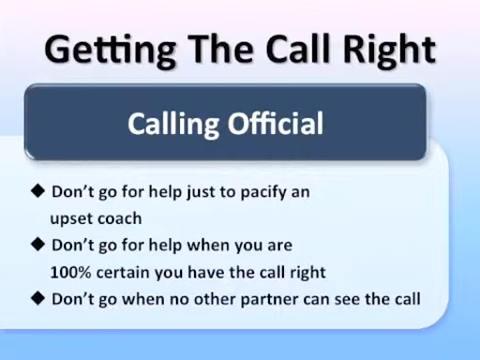 Getting The Call Right
Calling Official
◆ Don’t go for help just to pacify an
upset coach
◆ Don’t go for help when you are
100% certain you have the call right
◆ Don’t go when no other partner can see the call